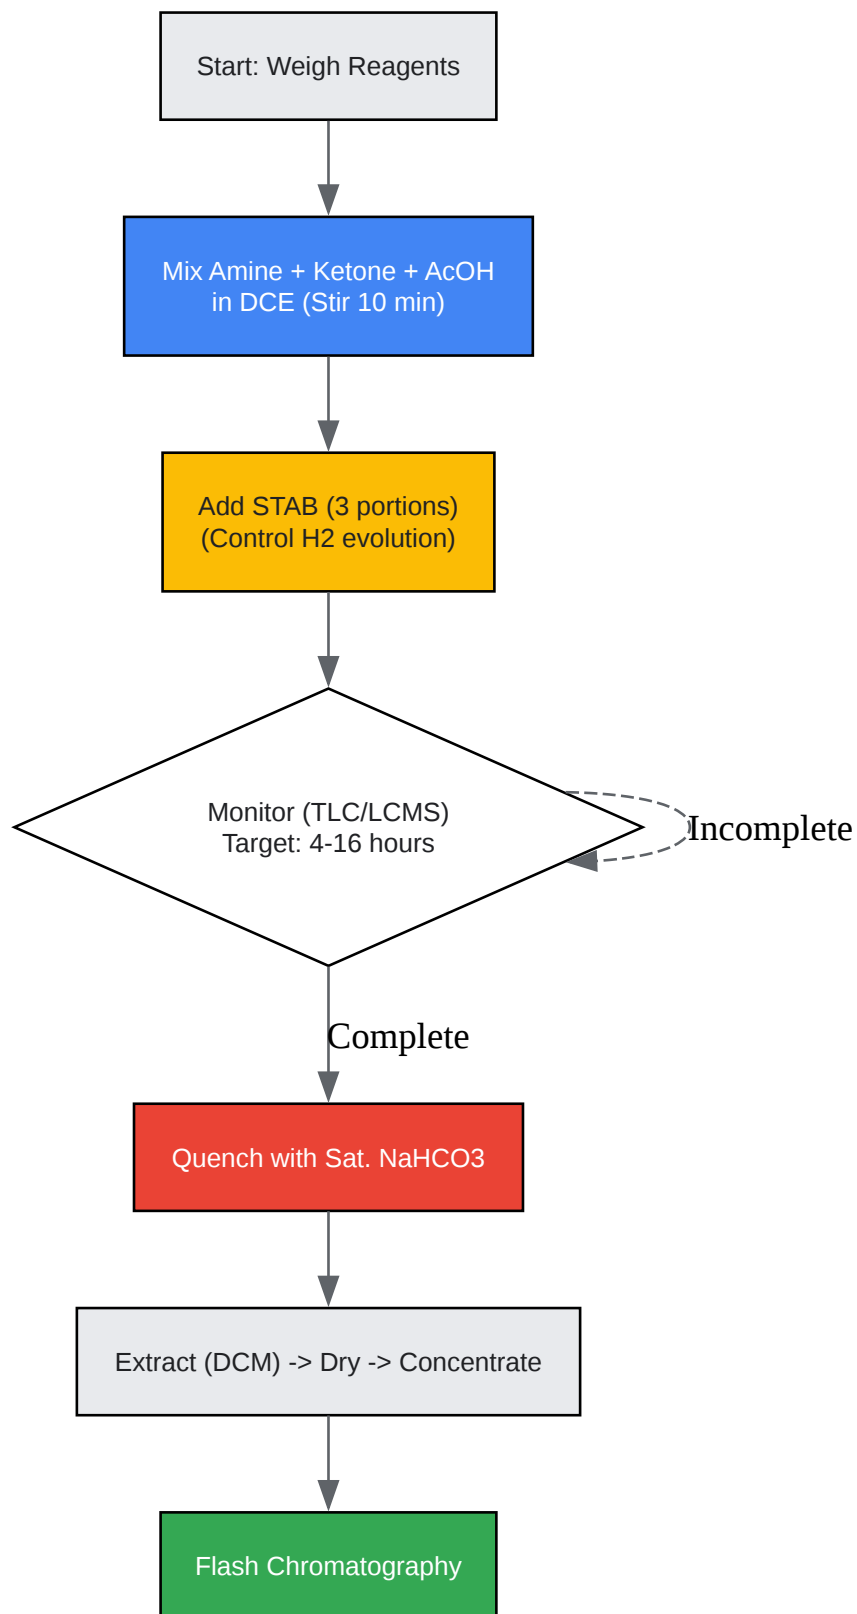 Start: Weigh Reagents
Mix Amine + Ketone + AcOH
in DCE (Stir 10 min)
Add STAB (3 portions)
(Control H2 evolution)
Monitor (TLC/LCMS)
Target: 4-16 hours
Incomplete
Complete
Quench with Sat. NaHCO3
Extract (DCM) -> Dry -> Concentrate
Flash Chromatography